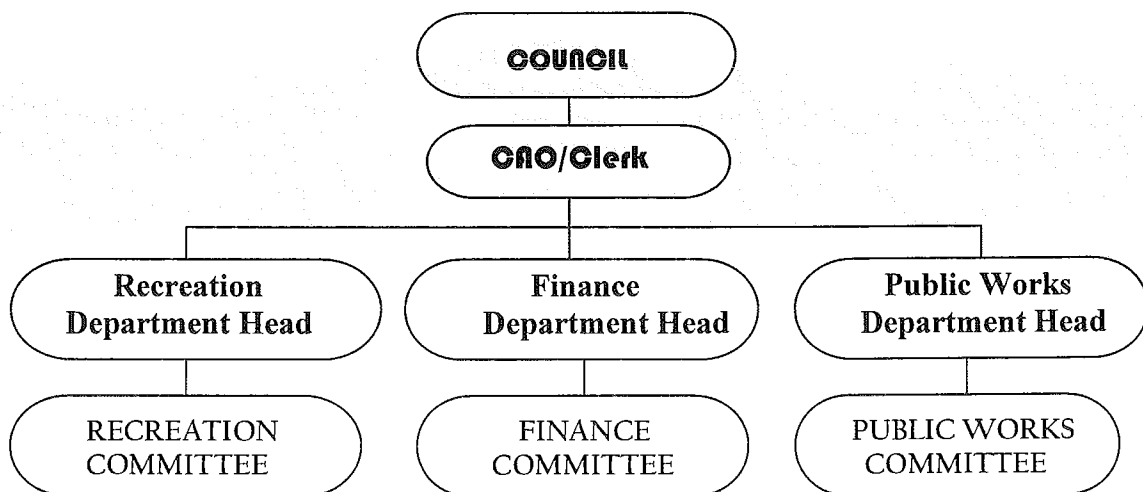 COUNCIL
CAO/Clerk
Recreation
Department Head
Finance
Department Head
Public Works
Department Head
RECREATION
COMMITTEE
FINANCE
COMMITTEE
PUBLIC WORKS
COMMITTEE